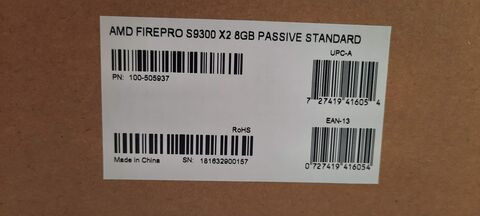 AMD FIREPRO S9300 X2 8GB PASSIVE STANDARD
UPC-A
PN: 100-505937
7 27419 41605 4
EAN-13
RoHS
Made in China
SN: 181632900157
0 727419 416054